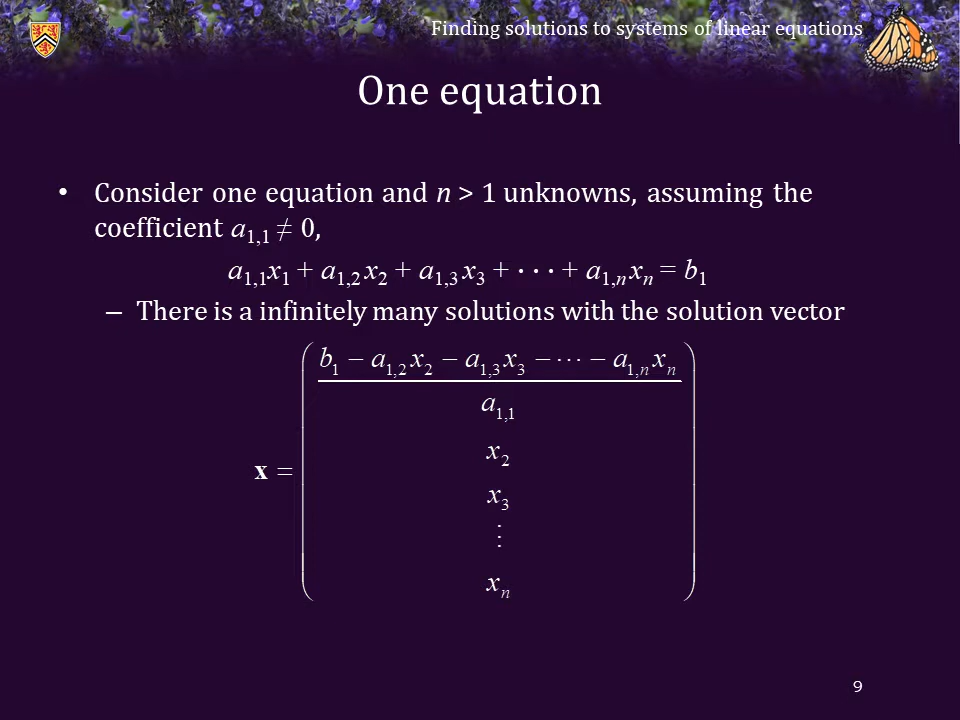 Finding solutions to systems of linear equations
One equation
• Consider one equation and n > 1 unknowns, assuming the
coefficient a₁,₁ ≠ 0,
a₁,₁x₁ + a₁,₂x₂ + a₁,₃x₃ + · · · + a₁,ₙxₙ = b₁
– There is a infinitely many solutions with the solution vector
b₁ − a₁,₂x₂ − a₁,₃x₃ − ⋯ − a₁,ₙxₙ
a₁,₁
x₂
x =
x₃
⋮
xₙ
9